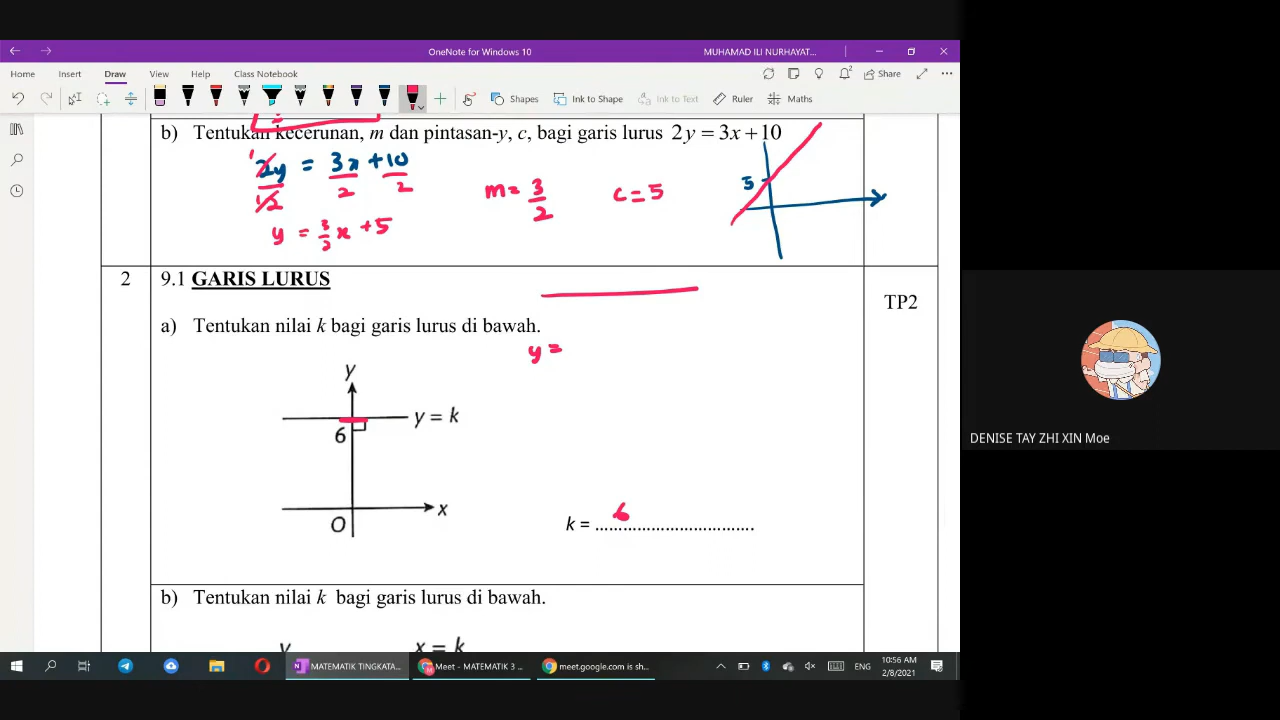 OneNote for Windows 10
MUHAMAD ILI NURHAYAT...
Home Insert Draw View Help Class Notebook
Share
Shapes Ink to Shape Ink to Text Ruler Maths
b) Tentukan kecerunan, m dan pintasan-y, c, bagi garis lurus 2y = 3x + 10
2y = 3x + 10
2 2 2
m = 3/2 c = 5
y = 3/2 x + 5
5
2 9.1 GARIS LURUS
TP2
a) Tentukan nilai k bagi garis lurus di bawah.
y =
y
y = k
6
x
O
k = 6 ................................
b) Tentukan nilai k bagi garis lurus di bawah.
y x = k
DENISE TAY ZHI XIN Moe
MATEMATIK TINGKATA... Meet - MATEMATIK 3 ... meet.google.com is sh...
ENG
10:56 AM
2/8/2021